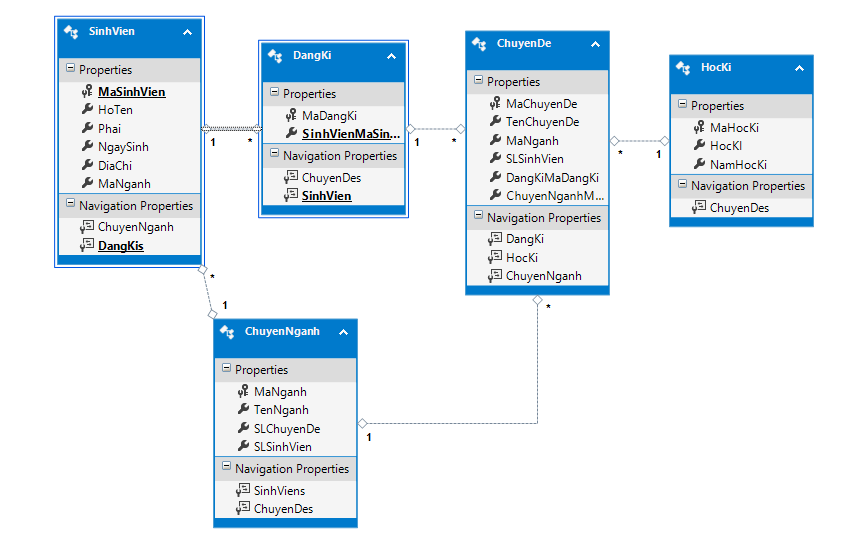 SinhVien
Properties
MaSinhVien
HoTen
Phai
NgaySinh
DiaChi
MaNganh
Navigation Properties
ChuyenNganh
DangKis
DangKi
Properties
MaDangKi
SinhVienMaSin...
Navigation Properties
ChuyenDes
SinhVien
ChuyenDe
Properties
MaChuyenDe
TenChuyenDe
MaNganh
SLSinhVien
DangKiMaDangKi
ChuyenNganhM...
Navigation Properties
DangKi
HocKi
ChuyenNganh
HocKi
Properties
MaHocKi
HocKI
NamHocKi
Navigation Properties
ChuyenDes
1
*
1
*
*
1
*
1
*
1
ChuyenNganh
Properties
MaNganh
TenNganh
SLChuyenDe
SLSinhVien
Navigation Properties
SinhViens
ChuyenDes